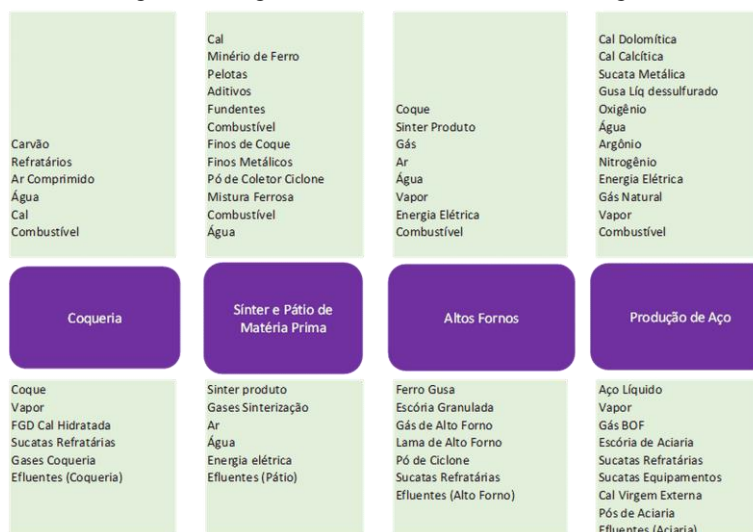 Carvão
Refratários
Ar Comprimido
Água
Cal
Combustível
Cal
Minério de Ferro
Pelotas
Aditivos
Fundentes
Combustível
Finos de Coque
Finos Metálicos
Pó de Coletor Ciclone
Mistura Ferrosa
Combustível
Água
Coque
Sinter Produto
Gás
Ar
Água
Vapor
Energia Elétrica
Combustível
Cal Dolomítica
Cal Calcítica
Sucata Metálica
Gusa Líq dessulfurado
Oxigênio
Água
Argônio
Nitrogênio
Energia Elétrica
Gás Natural
Vapor
Combustível
Coqueria
Sínter e Pátio de
Matéria Prima
Altos Fornos
Produção de Aço
Coque
Vapor
FGD Cal Hidratada
Sucatas Refratárias
Gases Coqueria
Efluentes (Coqueria)
Sinter produto
Gases Sinterização
Ar
Água
Energia elétrica
Efluentes (Pátio)
Ferro Gusa
Escória Granulada
Gás de Alto Forno
Lama de Alto Forno
Pó de Ciclone
Sucatas Refratárias
Efluentes (Alto Forno)
Aço Líquido
Vapor
Gás BOF
Escória de Aciaria
Sucatas Refratárias
Sucatas Equipamentos
Cal Virgem Externa
Pós de Aciaria
Efluentes (Aciaria)